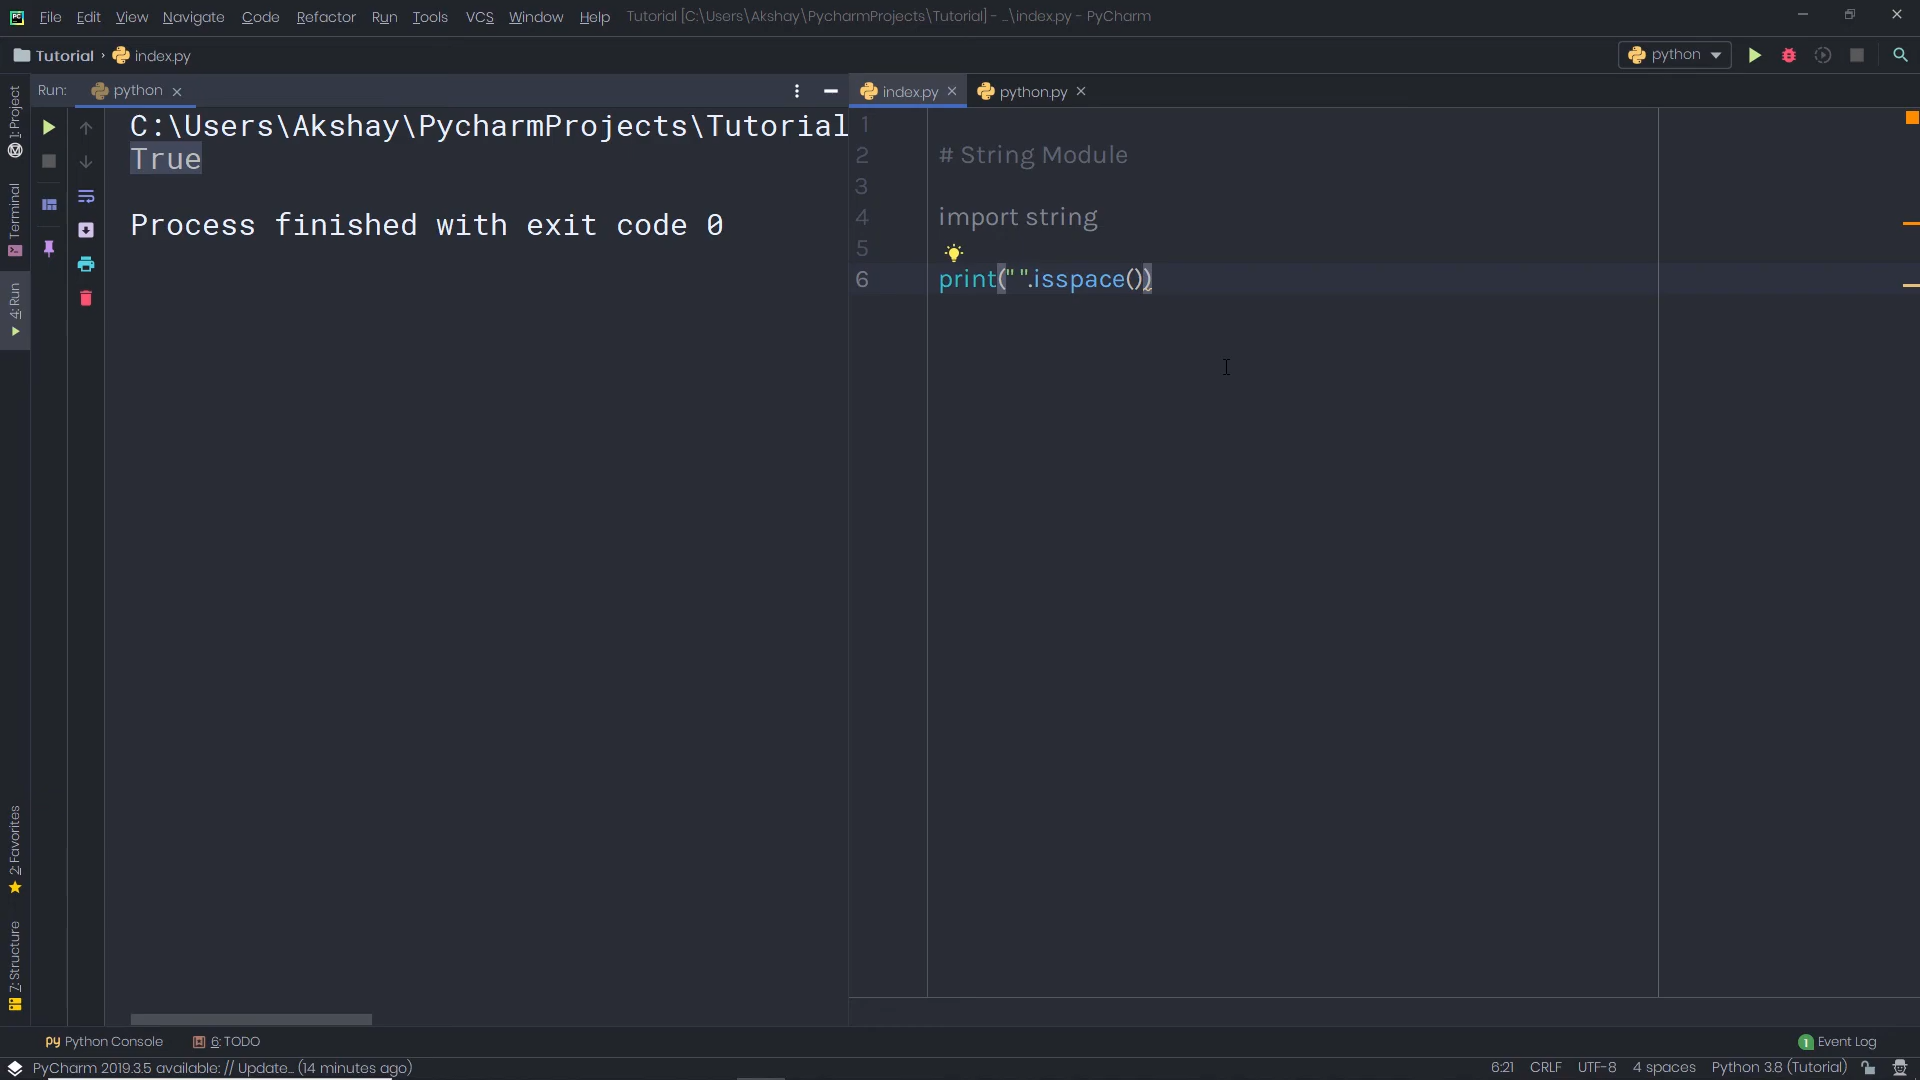 File Edit View Navigate Code Refactor Run Tools VCS Window Help Tutorial [C:\Users\Akshay\PycharmProjects\Tutorial] - ...\index.py - PyCharm
Tutorial › index.py
python
Run: python
index.py python.py
C:\Users\Akshay\PycharmProjects\Tutorial
True
Process finished with exit code 0
1
2 # String Module
3
4 import string
5
6 print(" ".isspace())
1: Project
Terminal
4: Run
2: Favorites
7: Structure
Python Console 6: TODO
1 Event Log
PyCharm 2019.3.5 available: // Update... (14 minutes ago)
6:21 CRLF UTF-8 4 spaces Python 3.8 (Tutorial)